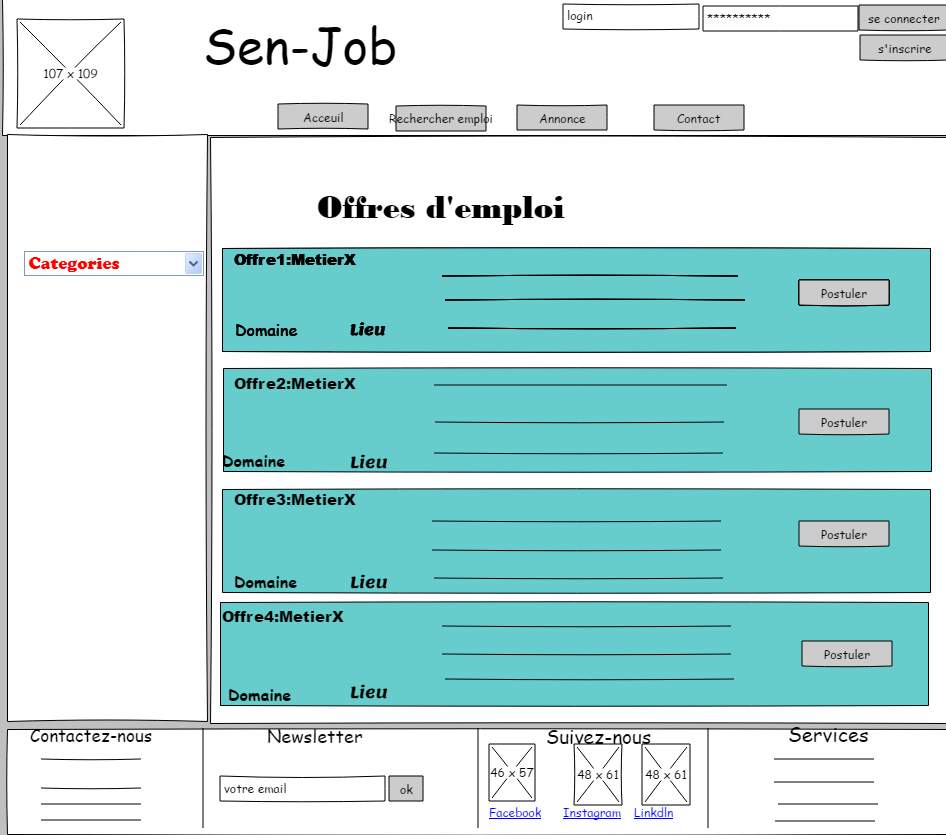 login
**********
se connecter
s'inscrire
107 x 109
Sen-Job
Acceuil
Rechercher emploi
Annonce
Contact
Categories
Offres d'emploi
Offre1:MetierX
Postuler
Domaine
Lieu
Offre2:MetierX
Postuler
Domaine
Lieu
Offre3:MetierX
Postuler
Domaine
Lieu
Offre4:MetierX
Postuler
Domaine
Lieu
Contactez-nous
Newsletter
votre email
ok
Suivez-nous
46 x 57
48 x 61
48 x 61
Facebook
Instagram
LinkdIn
Services